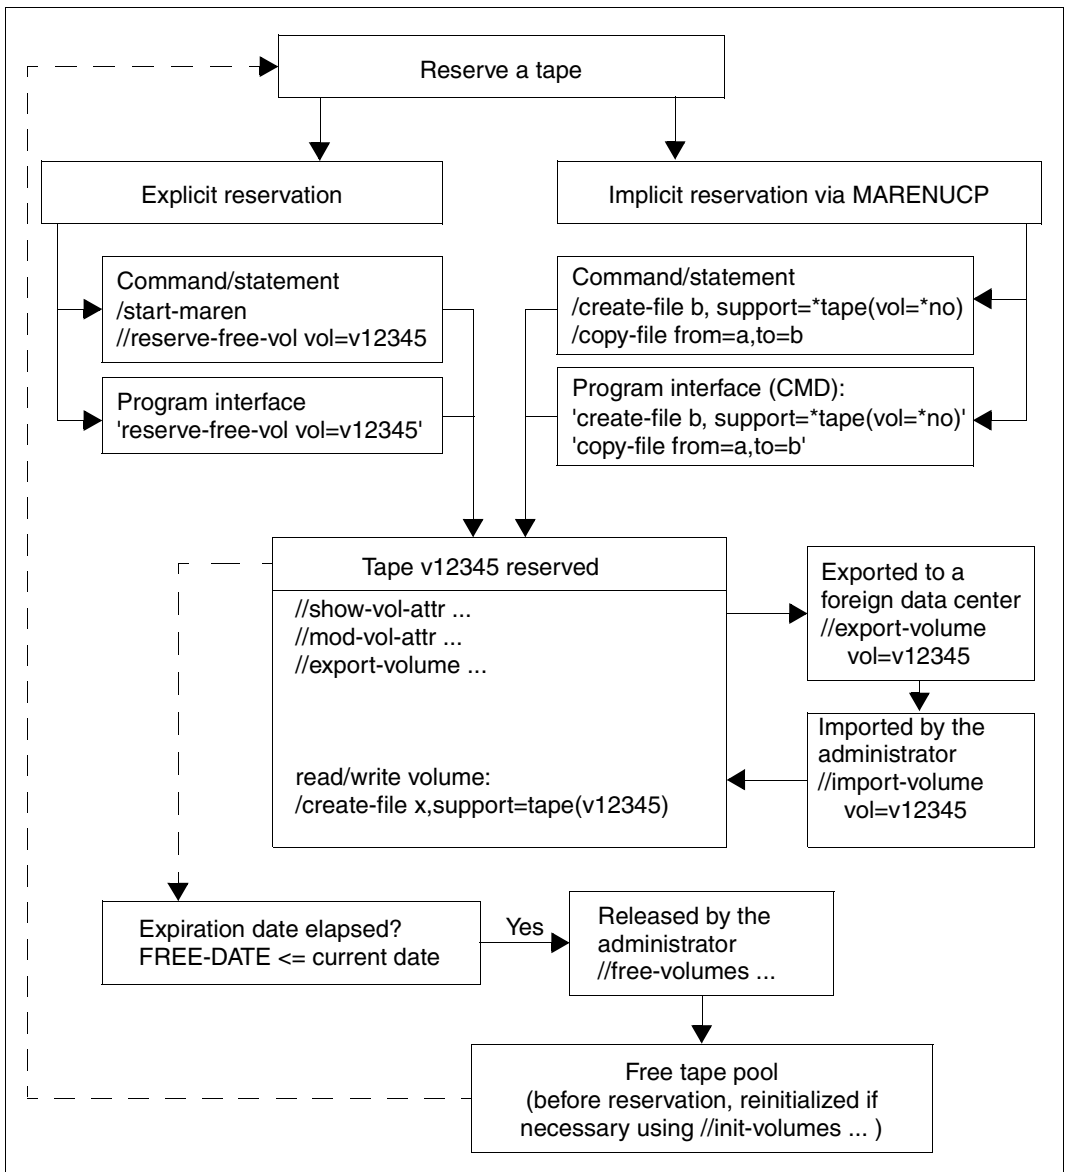 Reserve a tape
Explicit reservation
Implicit reservation via MARENUCP
Command/statement
/start-maren
//reserve-free-vol vol=v12345
Program interface
'reserve-free-vol vol=v12345'
Command/statement
/create-file b, support=*tape(vol=*no)
/copy-file from=a,to=b
Program interface (CMD):
'create-file b, support=*tape(vol=*no)'
'copy-file from=a,to=b'
Tape v12345 reserved
//show-vol-attr ...
//mod-vol-attr ...
//export-volume ...
read/write volume:
/create-file x,support=tape(v12345)
Exported to a
foreign data center
//export-volume
vol=v12345
Imported by the
administrator
//import-volume
vol=v12345
Expiration date elapsed?
FREE-DATE <= current date
Yes
Released by the
administrator
//free-volumes ...
Free tape pool
(before reservation, reinitialized if
necessary using //init-volumes ... )